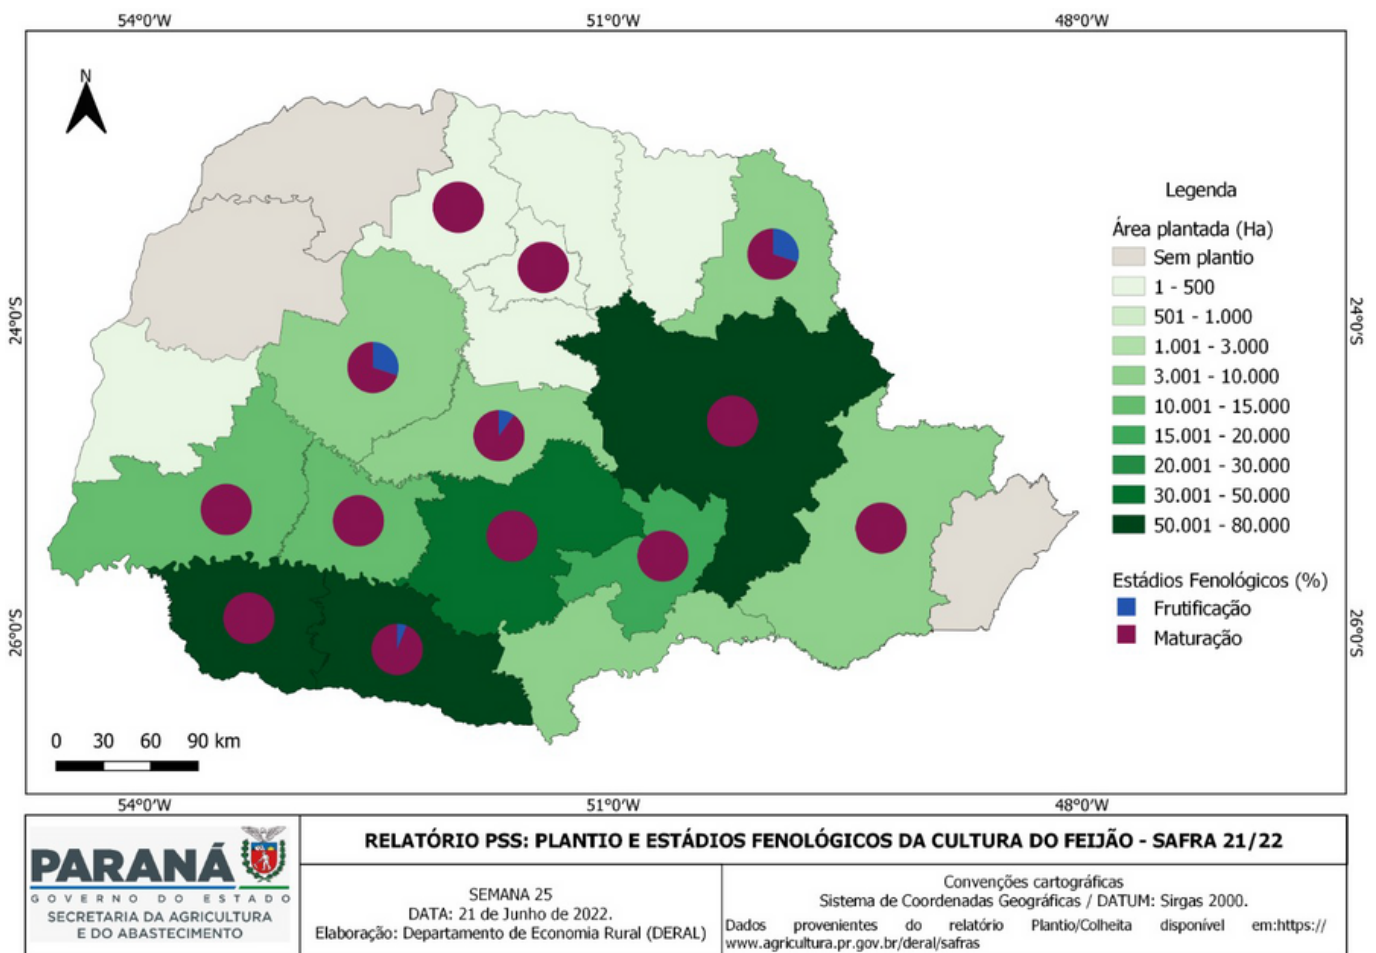 54°0'W 51°0'W 48°0'W
N
24°0'S
24°0'S
26°0'S
26°0'S
Legenda
Área plantada (Ha)
Sem plantio
1 - 500
501 - 1.000
1.001 - 3.000
3.001 - 10.000
10.001 - 15.000
15.001 - 20.000
20.001 - 30.000
30.001 - 50.000
50.001 - 80.000
Estádios Fenológicos (%)
Frutificação
Maturação
0 30 60 90 km
54°0'W 51°0'W 48°0'W
PARANÁ
GOVERNO DO ESTADO
SECRETARIA DA AGRICULTURA
E DO ABASTECIMENTO
RELATÓRIO PSS: PLANTIO E ESTÁDIOS FENOLÓGICOS DA CULTURA DO FEIJÃO - SAFRA 21/22
SEMANA 25
DATA: 21 de Junho de 2022.
Elaboração: Departamento de Economia Rural (DERAL)
Convenções cartográficas
Sistema de Coordenadas Geográficas / DATUM: Sirgas 2000.
Dados provenientes do relatório Plantio/Colheita disponível em:https://
www.agricultura.pr.gov.br/deral/safras